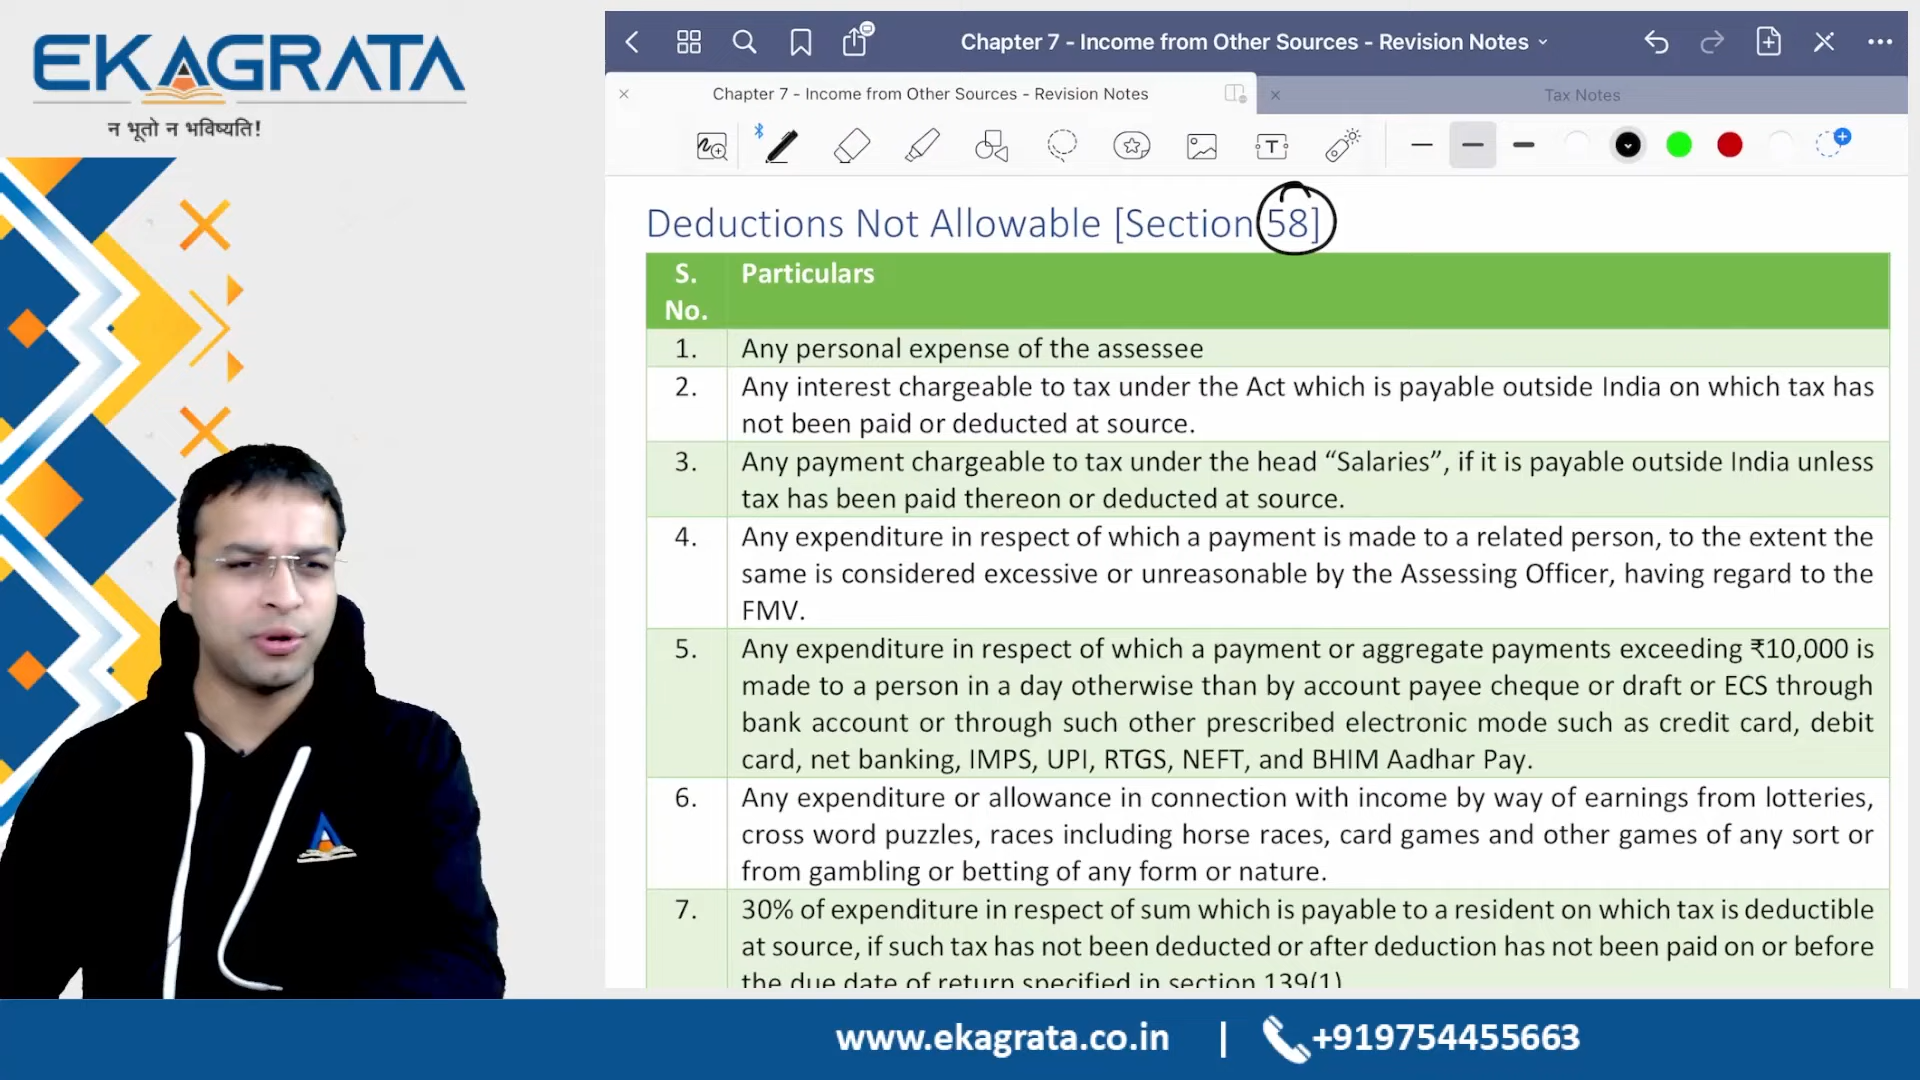 EKAGRATA
न भूतो न भविष्यति!
Chapter 7 - Income from Other Sources - Revision Notes
Chapter 7 - Income from Other Sources - Revision Notes
Tax Notes
T
Deductions Not Allowable [Section 58]
S.
No.
Particulars
1.
Any personal expense of the assessee
2.
Any interest chargeable to tax under the Act which is payable outside India on which tax has
not been paid or deducted at source.
3.
Any payment chargeable to tax under the head “Salaries”, if it is payable outside India unless
tax has been paid thereon or deducted at source.
4.
Any expenditure in respect of which a payment is made to a related person, to the extent the
same is considered excessive or unreasonable by the Assessing Officer, having regard to the
FMV.
5.
Any expenditure in respect of which a payment or aggregate payments exceeding ₹10,000 is
made to a person in a day otherwise than by account payee cheque or draft or ECS through
bank account or through such other prescribed electronic mode such as credit card, debit
card, net banking, IMPS, UPI, RTGS, NEFT, and BHIM Aadhar Pay.
6.
Any expenditure or allowance in connection with income by way of earnings from lotteries,
cross word puzzles, races including horse races, card games and other games of any sort or
from gambling or betting of any form or nature.
7.
30% of expenditure in respect of sum which is payable to a resident on which tax is deductible
at source, if such tax has not been deducted or after deduction has not been paid on or before
the due date of return specified in section 139(1)
www.ekagrata.co.in | +919754455663